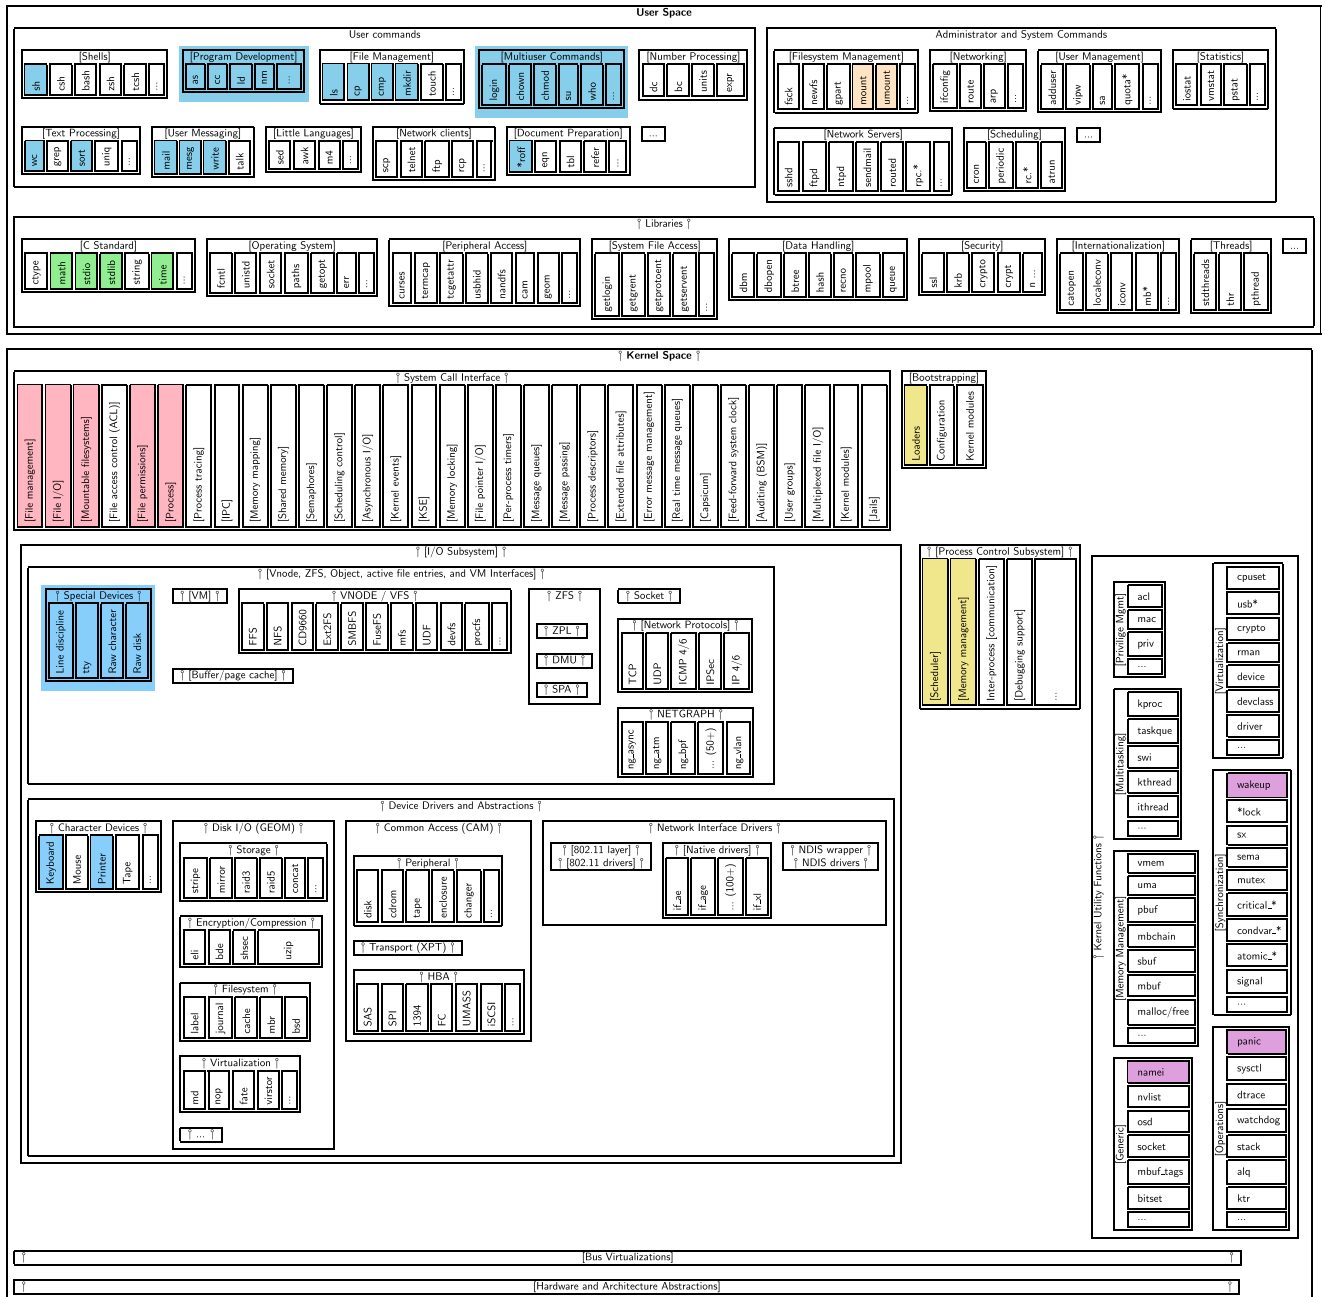 User Space
User commands
[Shells]
sh
csh
bash
zsh
tcsh
...
[Program Development]
as
cc
ld
nm
...
[File Management]
ls
cp
cmp
mkdir
touch
...
[Multiuser Commands]
login
chown
chmod
su
who
...
[Number Processing]
dc
bc
units
expr
[Text Processing]
wc
grep
sort
uniq
...
[User Messaging]
mail
mesg
write
talk
[Little Languages]
sed
awk
m4
...
[Network clients]
scp
telnet
ftp
rcp
...
[Document Preparation]
*roff
eqn
tbl
refer
...
...
Administrator and System Commands
[Filesystem Management]
fsck
newfs
gpart
mount
umount
...
[Networking]
ifconfig
route
arp
...
[User Management]
adduser
vipw
sa
quota*
...
[Statistics]
iostat
vmstat
pstat
...
[Network Servers]
sshd
ftpd
ntpd
sendmail
routed
rpc.*
...
[Scheduling]
cron
periodic
rc.*
atrun
...
⫯ Libraries ⫯
[C Standard]
ctype
math
stdio
stdlib
string
time
...
[Operating System]
fcntl
unistd
socket
paths
getopt
err
...
[Peripheral Access]
curses
termcap
tcgetattr
usbhid
nandfs
cam
geom
...
[System File Access]
getlogin
getgrent
getprotoent
getservent
...
[Data Handling]
dbm
dbopen
btree
hash
recno
mpool
queue
[Security]
ssl
krb
crypto
crypt
n ...
[Internationalization]
catopen
localeconv
iconv
mb*
...
[Threads]
stdthreads
thr
pthread
...
⫯ Kernel Space ⫯
⫯ System Call Interface ⫯
[File management]
[File I/O]
[Mountable filesystems]
[File access control (ACL)]
[File permissions]
[Process]
[Process tracing]
[IPC]
[Memory mapping]
[Shared memory]
[Semaphores]
[Scheduling control]
[Asynchronous I/O]
[Kernel events]
[KSE]
[Memory locking]
[File pointer I/O]
[Per-process timers]
[Message queues]
[Message passing]
[Process descriptors]
[Extended file attributes]
[Error message management]
[Real time message queues]
[Capsicum]
[Feed-forward system clock]
[Auditing (BSM)]
[User groups]
[Multiplexed file I/O]
[Kernel modules]
[Jails]
[Bootstrapping]
Loaders
Configuration
Kernel modules
⫯ [I/O Subsystem] ⫯
⫯ [Vnode, ZFS, Object, active file entries, and VM Interfaces] ⫯
⫯ Special Devices ⫯
Line discipline
tty
Raw character
Raw disk
⫯ [VM] ⫯
⫯ VNODE / VFS ⫯
FFS
NFS
CD9660
Ext2FS
SMBFS
FuseFS
mfs
UDF
devfs
procfs
...
⫯ [Buffer/page cache] ⫯
⫯ ZFS ⫯
⫯ ZPL ⫯
⫯ DMU ⫯
⫯ SPA ⫯
⫯ Socket ⫯
⫯ [Network Protocols] ⫯
TCP
UDP
ICMP 4/6
IPSec
IP 4/6
⫯ NETGRAPH ⫯
ng_async
ng_atm
ng_bpf
... (50+)
ng_vlan
⫯ Device Drivers and Abstractions ⫯
⫯ Character Devices ⫯
Keyboard
Mouse
Printer
Tape
...
⫯ Disk I/O (GEOM) ⫯
⫯ Storage ⫯
stripe
mirror
raid3
raid5
concat
...
⫯ Encryption/Compression ⫯
eli
bde
shsec
uzip
⫯ Filesystem ⫯
label
journal
cache
mbr
bsd
⫯ Virtualization ⫯
md
nop
fate
virstor
...
⫯ ... ⫯
⫯ Common Access (CAM) ⫯
⫯ Peripheral ⫯
disk
cdrom
tape
enclosure
changer
...
⫯ Transport (XPT) ⫯
⫯ HBA ⫯
SAS
SPI
1394
FC
UMASS
iSCSI
...
⫯ Network Interface Drivers ⫯
⫯ [802.11 layer] ⫯
⫯ [802.11 drivers] ⫯
⫯ [Native drivers] ⫯
if_ae
if_age
... (100+)
if_xl
⫯ NDIS wrapper ⫯
⫯ NDIS drivers ⫯
⫯ [Process Control Subsystem] ⫯
[Scheduler]
[Memory management]
Inter-process [communication]
[Debugging support]
...
⫯ Kernel Utility Functions ⫯
[Privilige Mgmt]
acl
mac
priv
...
[Multitasking]
kproc
taskque
swi
kthread
ithread
...
[Memory Management]
vmem
uma
pbuf
mbchain
sbuf
mbuf
malloc/free
...
[Generic]
namei
nvlist
osd
socket
mbuf_tags
bitset
...
[Virtualization]
cpuset
usb*
crypto
rman
device
devclass
driver
...
[Synchronization]
wakeup
*lock
sx
sema
mutex
critical_*
condvar_*
atomic_*
signal
...
[Operations]
panic
sysctl
dtrace
watchdog
stack
alq
ktr
...
⫯ [Bus Virtualizations] ⫯
⫯ [Hardware and Architecture Abstractions] ⫯